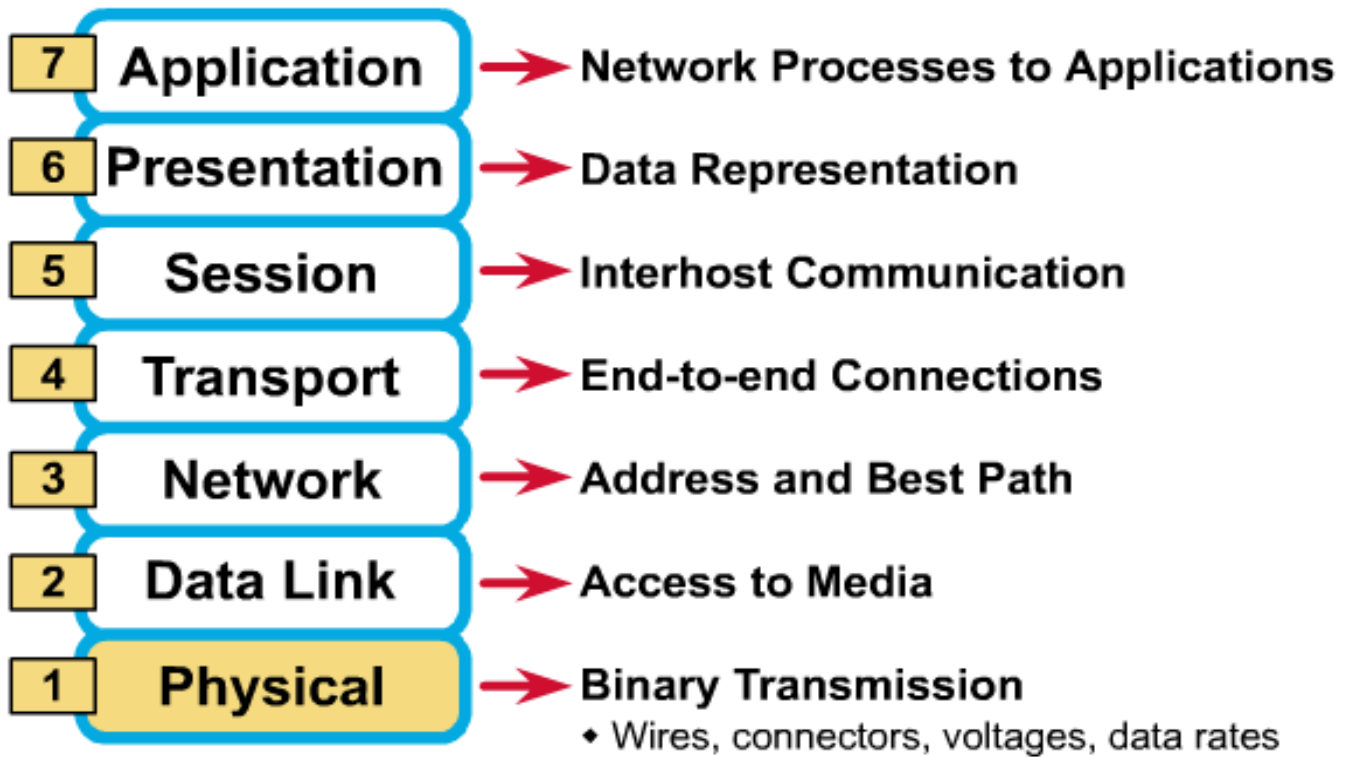 7 Application Network Processes to Applications
6 Presentation Data Representation
5 Session Interhost Communication
4 Transport End-to-end Connections
3 Network Address and Best Path
2 Data Link Access to Media
1 Physical Binary Transmission
◆ Wires, connectors, voltages, data rates